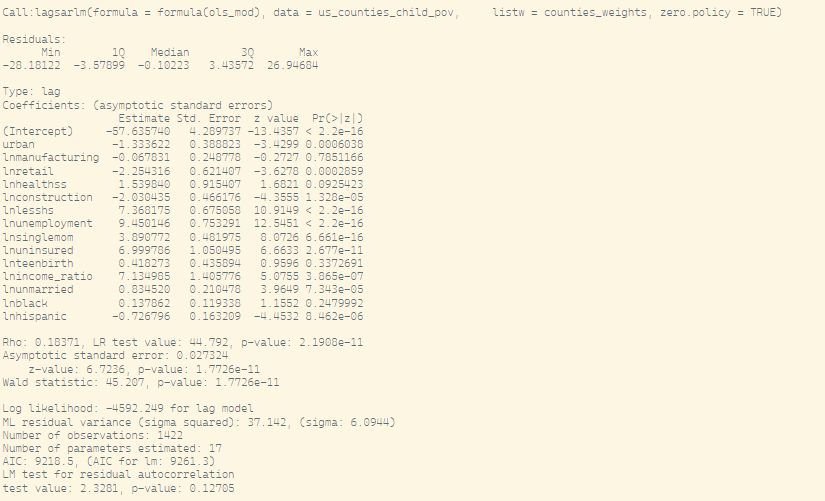 Call:lagsarlm(formula = formula(ols_mod), data = us_counties_child_pov,     listw = counties_weights, zero.policy = TRUE)
Residuals:
Min 1Q Median 3Q Max
-28.18122 -3.57899 -0.10223 3.43572 26.94684
Type: lag
Coefficients: (asymptotic standard errors)
Estimate Std. Error z value Pr(>|z|)
(Intercept) -57.635740 4.289737 -13.4357 < 2.2e-16
urban -1.333622 0.388823 -3.4299 0.0006038
lnmanufacturing -0.067831 0.248778 -0.2727 0.7851166
lnretail -2.254316 0.621407 -3.6278 0.0002859
lnhealthss 1.539840 0.915407 1.6821 0.0925423
lnconstruction -2.030435 0.466176 -4.3555 1.328e-05
lnlesshs 7.368175 0.675058 10.9149 < 2.2e-16
lnunemployment 9.450146 0.753291 12.5451 < 2.2e-16
lnsinglemom 3.890772 0.481975 8.0726 6.661e-16
lnuninsured 6.999786 1.050495 6.6633 2.677e-11
lnteenbirth 0.418273 0.435894 0.9596 0.3372691
lnincome_ratio 7.134985 1.405776 5.0755 3.865e-07
lnunmarried 0.834520 0.210478 3.9649 7.343e-05
lnblack 0.137862 0.119338 1.1552 0.2479992
lnhispanic -0.726796 0.163209 -4.4532 8.462e-06
Rho: 0.18371, LR test value: 44.792, p-value: 2.1908e-11
Asymptotic standard error: 0.027324
z-value: 6.7236, p-value: 1.7726e-11
Wald statistic: 45.207, p-value: 1.7726e-11
Log likelihood: -4592.249 for lag model
ML residual variance (sigma squared): 37.142, (sigma: 6.0944)
Number of observations: 1422
Number of parameters estimated: 17
AIC: 9218.5, (AIC for lm: 9261.3)
LM test for residual autocorrelation
test value: 2.3281, p-value: 0.12705